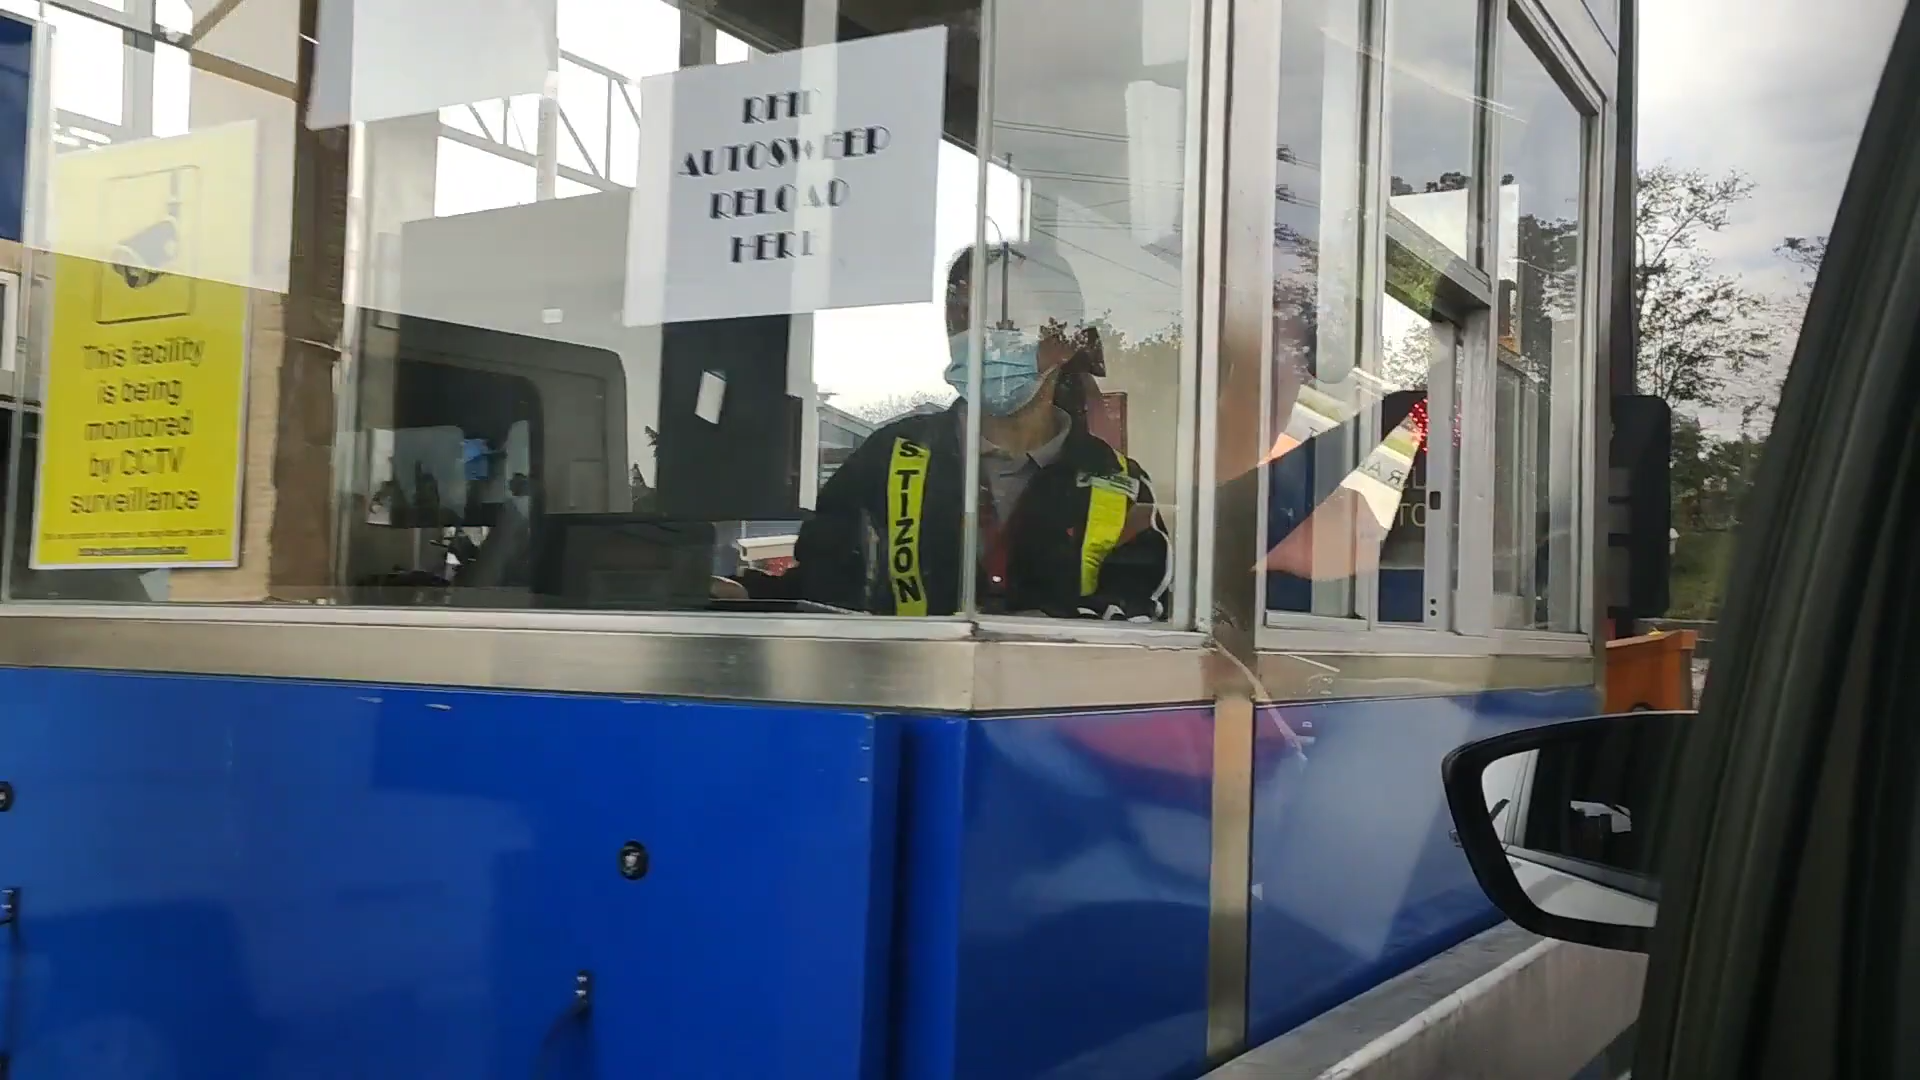 This facility
is being
monitored
by CCTV
surveillance
RFID
AUTOSWEEP
RELOAD
HERE
S. TIZON